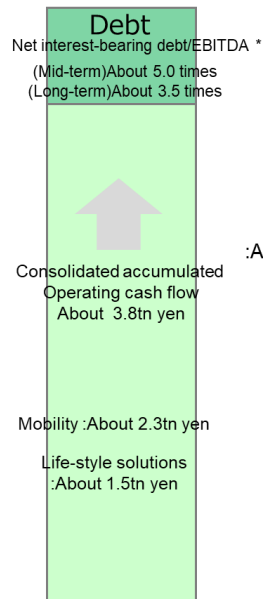 Debt
Net interest-bearing debt/EBITDA *
(Mid-term)About 5.0 times
(Long-term)About 3.5 times
:A
Consolidated accumulated
Operating cash flow
About 3.8tn yen
Mobility :About 2.3tn yen
Life-style solutions
:About 1.5tn yen